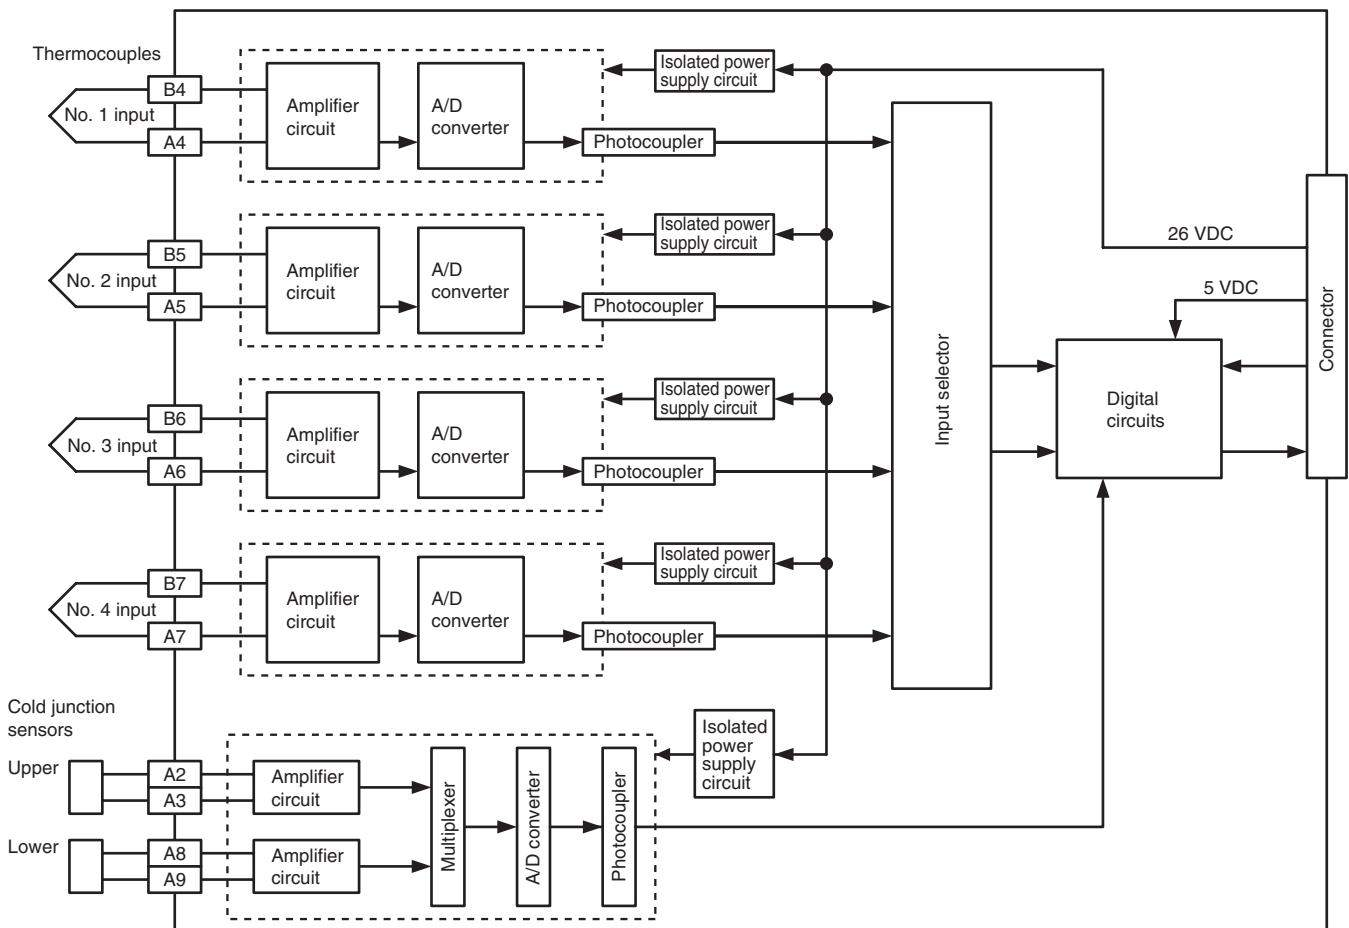 Thermocouples
B4
No. 1 input
A4
Amplifier
circuit
A/D
converter
Isolated power
supply circuit
Photocoupler
B5
No. 2 input
A5
Amplifier
circuit
A/D
converter
Isolated power
supply circuit
Photocoupler
B6
No. 3 input
A6
Amplifier
circuit
A/D
converter
Isolated power
supply circuit
Photocoupler
B7
No. 4 input
A7
Amplifier
circuit
A/D
converter
Isolated power
supply circuit
Photocoupler
Input selector
26 VDC
5 VDC
Digital
circuits
Connector
Cold junction
sensors
Upper
A2
A3
Amplifier
circuit
Lower
A8
A9
Amplifier
circuit
Multiplexer
A/D converter
Photocoupler
Isolated
power
supply
circuit